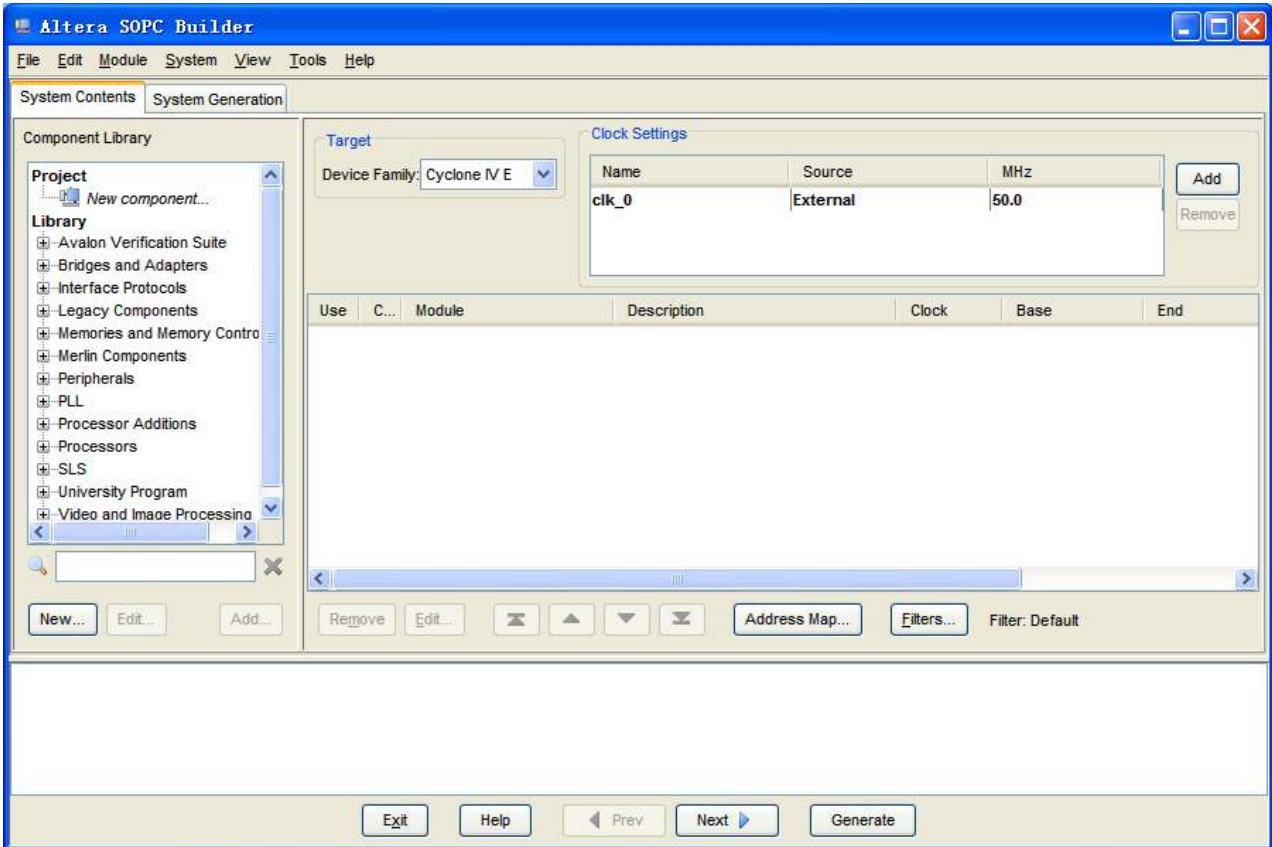 Altera SOPC Builder
File Edit Module System View Tools Help
System Contents System Generation
Component Library
Project
New component...
Library
Avalon Verification Suite
Bridges and Adapters
Interface Protocols
Legacy Components
Memories and Memory Contro
Merlin Components
Peripherals
PLL
Processor Additions
Processors
SLS
University Program
Video and Image Processing
New... Edit... Add...
Target
Device Family: Cyclone IV E
Clock Settings
Name Source MHz
clk_0 External 50.0
Add
Remove
Use C... Module Description Clock Base End
Remove Edit... Address Map... Filters... Filter: Default
Exit Help Prev Next Generate